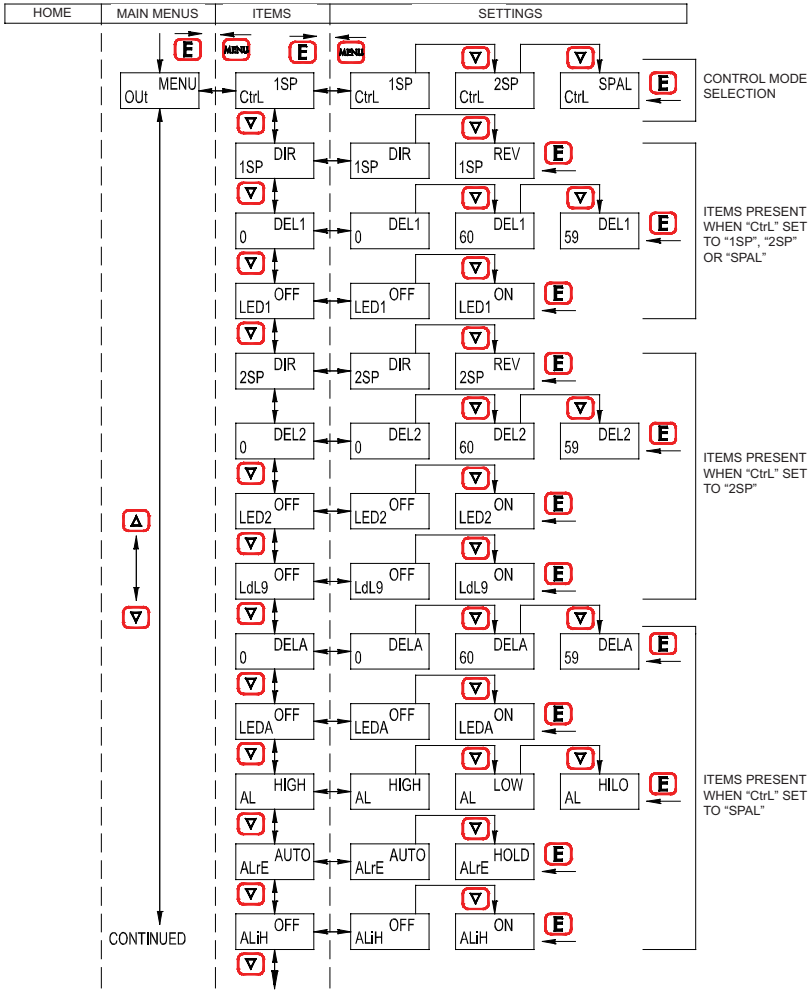 HOME MAIN MENUS ITEMS SETTINGS
E MENU E MENU
MENU
OUt
1SP
CtrL
1SP
CtrL
2SP
CtrL
SPAL
CtrL
E
CONTROL MODE
SELECTION
DIR
1SP
DIR
1SP
REV
1SP
E
DEL1
0
DEL1
0
DEL1
60
DEL1
59
E
ITEMS PRESENT
WHEN “CtrL” SET
TO “1SP”, “2SP”
OR “SPAL”
OFF
LED1
OFF
LED1
ON
LED1
E
DIR
2SP
DIR
2SP
REV
2SP
E
DEL2
0
DEL2
0
DEL2
60
DEL2
59
E
ITEMS PRESENT
WHEN “CtrL” SET
TO “2SP”
OFF
LED2
OFF
LED2
ON
LED2
E
OFF
LdL9
OFF
LdL9
ON
LdL9
E
DELA
0
DELA
0
DELA
60
DELA
59
E
OFF
LEDA
OFF
LEDA
ON
LEDA
E
HIGH
AL
HIGH
AL
LOW
AL
HILO
AL
E
ITEMS PRESENT
WHEN “CtrL” SET
TO “SPAL”
AUTO
ALrE
AUTO
ALrE
HOLD
ALrE
E
OFF
ALiH
OFF
ALiH
ON
ALiH
E
CONTINUED